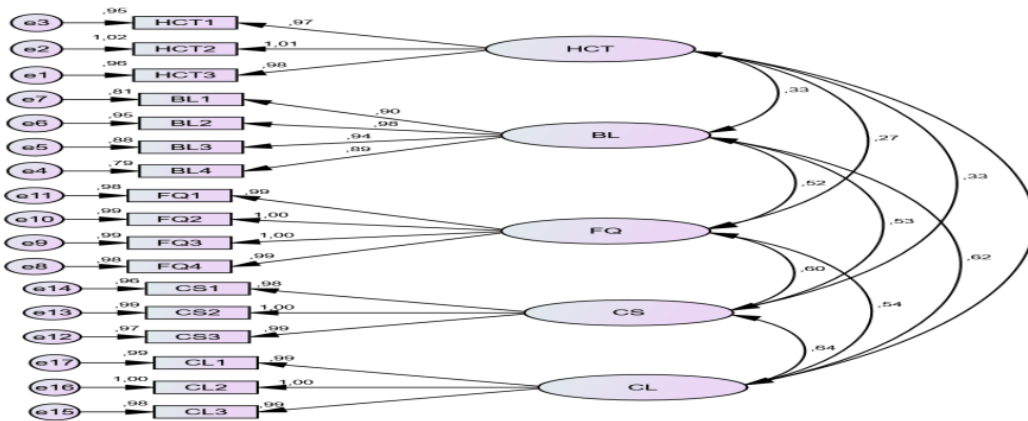 e3 ,95 HCT1 ,97
e2 1,02 HCT2 1,01 HCT
e1 ,96 HCT3 ,98
e7 ,81 BL1 ,90 ,33
e6 ,95 BL2 ,98 BL
e5 ,88 BL3 ,94 ,27
e4 ,79 BL4 ,89
,33
e11 ,98 FQ1 ,99 ,52
e10 ,99 FQ2 1,00 ,53
e9 ,99 FQ3 1,00 FQ
e8 ,98 FQ4 ,99 ,62
,60
e14 ,96 CS1 ,98 ,54
e13 ,99 CS2 1,00 CS
e12 ,97 CS3 ,99
,64
e17 ,99 CL1 ,99
e16 1,00 CL2 1,00 CL
e15 ,98 CL3 ,99